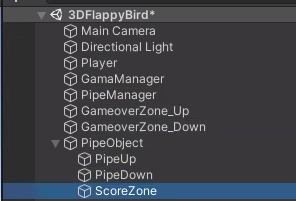 3DFlappyBird*
Main Camera
Directional Light
Player
GamaManager
PipeManager
GameoverZone_Up
GameoverZone_Down
PipeObject
PipeUp
PipeDown
ScoreZone